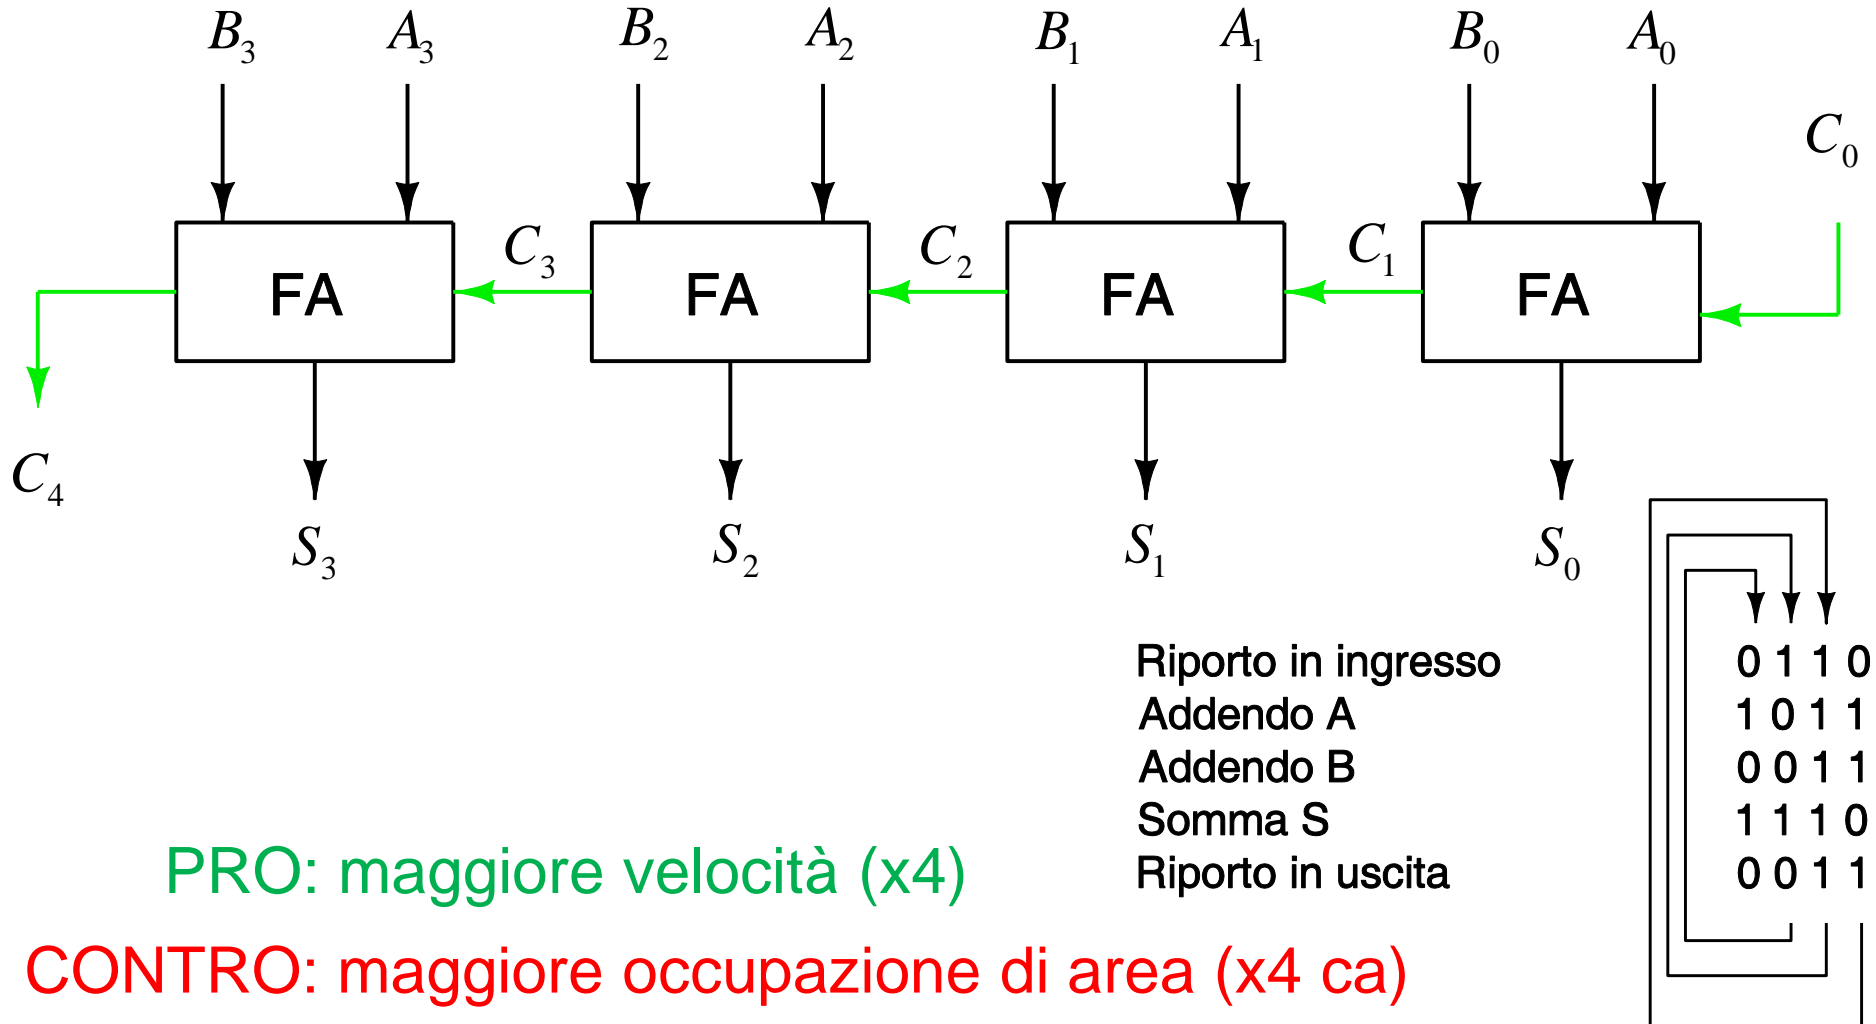 B3 A3 B2 A2 B1 A1 B0 A0
C0
C3 C2 C1
FA FA FA FA
C4
S3 S2 S1 S0
Riporto in ingresso 0 1 1 0
Addendo A 1 0 1 1
Addendo B 0 0 1 1
Somma S 1 1 1 0
Riporto in uscita 0 0 1 1
PRO: maggiore velocità (x4)
CONTRO: maggiore occupazione di area (x4 ca)